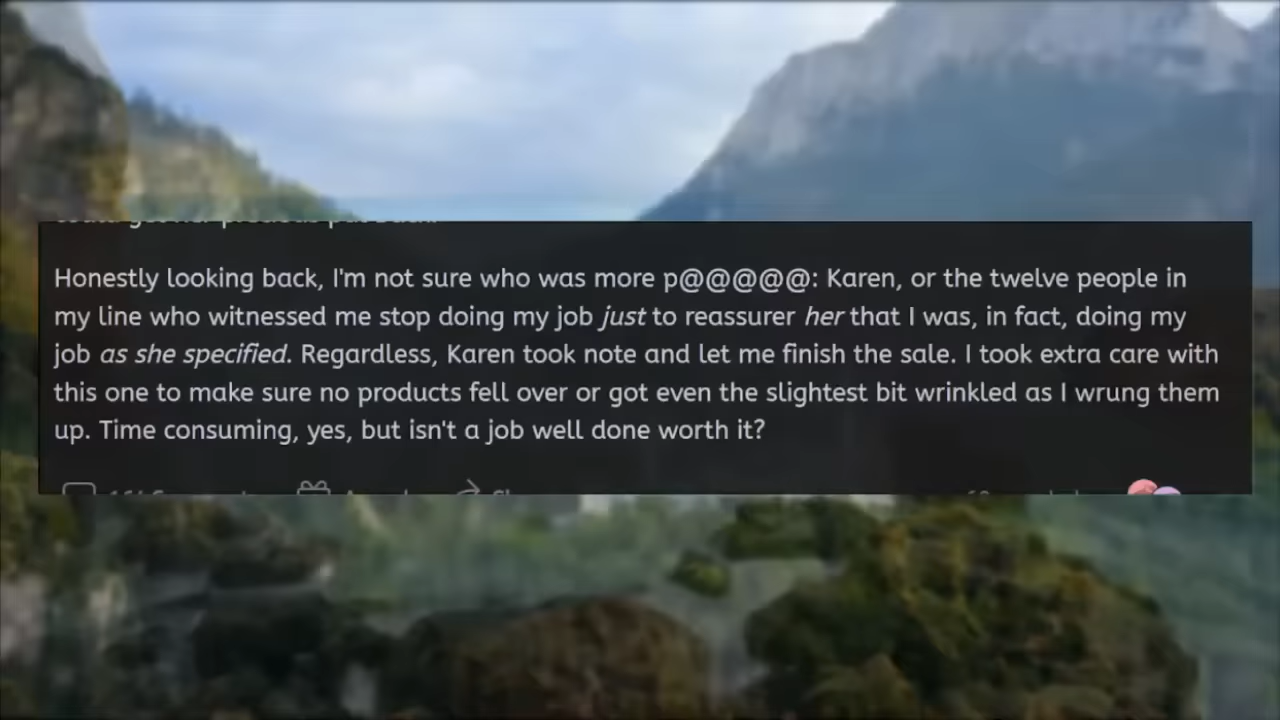 Honestly looking back, I'm not sure who was more p@@@@@: Karen, or the twelve people in
my line who witnessed me stop doing my job just to reassurer her that I was, in fact, doing my
job as she specified. Regardless, Karen took note and let me finish the sale. I took extra care with
this one to make sure no products fell over or got even the slightest bit wrinkled as I wrung them
up. Time consuming, yes, but isn't a job well done worth it?